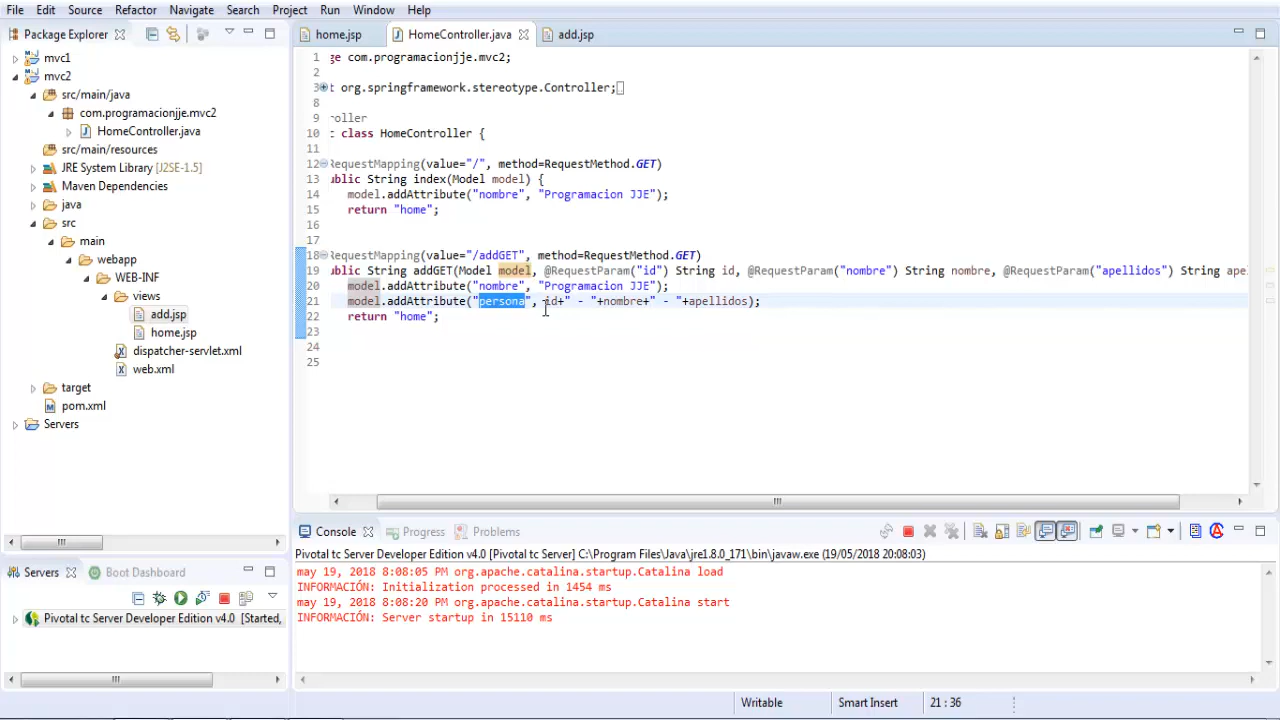 File Edit Source Refactor Navigate Search Project Run Window Help
Package Explorer
home.jsp HomeController.java add.jsp
mvc1
mvc2
src/main/java
com.programacionjje.mvc2
HomeController.java
src/main/resources
JRE System Library [J2SE-1.5]
Maven Dependencies
java
src
main
webapp
WEB-INF
views
add.jsp
home.jsp
dispatcher-servlet.xml
web.xml
target
pom.xml
Servers
1 ge com.programacionjje.mvc2;
2
3 t org.springframework.stereotype.Controller;
8
9 roller
10 c class HomeController {
11
12 RequestMapping(value="/", method=RequestMethod.GET)
13 ublic String index(Model model) {
14 model.addAttribute("nombre", "Programacion JJE");
15 return "home";
16
17
18 RequestMapping(value="/addGET", method=RequestMethod.GET)
19 ublic String addGET(Model model, @RequestParam("id") String id, @RequestParam("nombre") String nombre, @RequestParam("apellidos") String apel
20 model.addAttribute("nombre", "Programacion JJE");
21 model.addAttribute("persona", id+" - "+nombre+" - "+apellidos);
22 return "home";
23
24
25
Console Progress Problems
Pivotal tc Server Developer Edition v4.0 [Pivotal tc Server] C:\Program Files\Java\jre1.8.0_171\bin\javaw.exe (19/05/2018 20:08:03)
may 19, 2018 8:08:05 PM org.apache.catalina.startup.Catalina load
INFORMACIÓN: Initialization processed in 1454 ms
may 19, 2018 8:08:20 PM org.apache.catalina.startup.Catalina start
INFORMACIÓN: Server startup in 15110 ms
Servers Boot Dashboard
Pivotal tc Server Developer Edition v4.0 [Started,
Writable Smart Insert 21 : 36